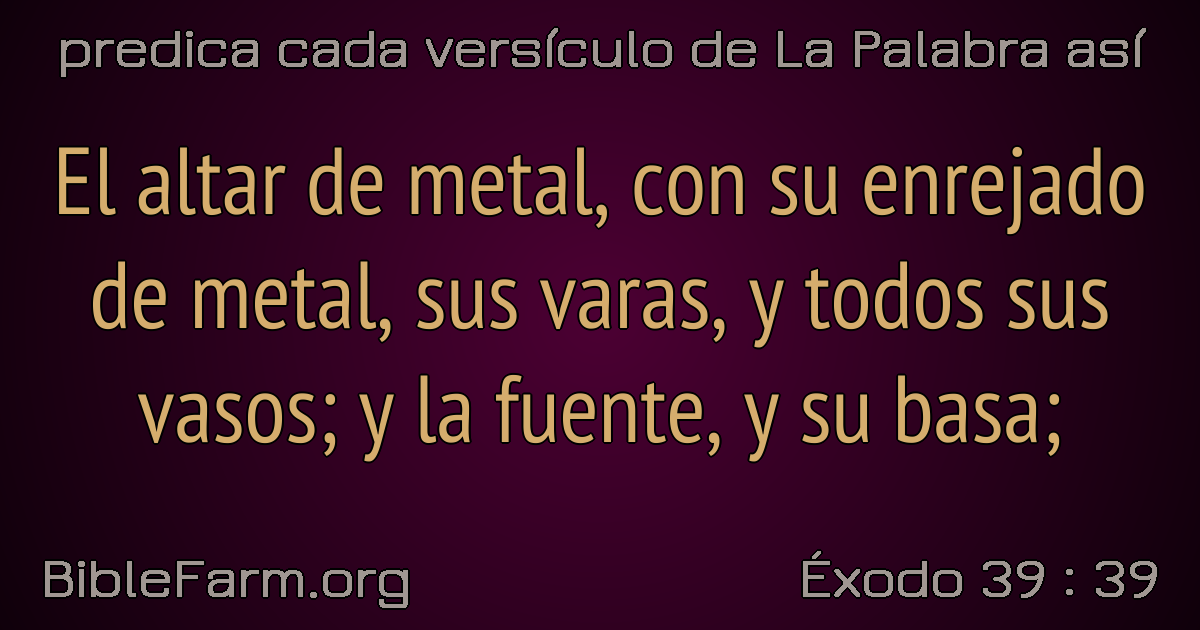 predica cada versículo de La Palabra así
El altar de metal, con su enrejado
de metal, sus varas, y todos sus
vasos; y la fuente, y su basa;
BibleFarm.org
Éxodo 39 : 39